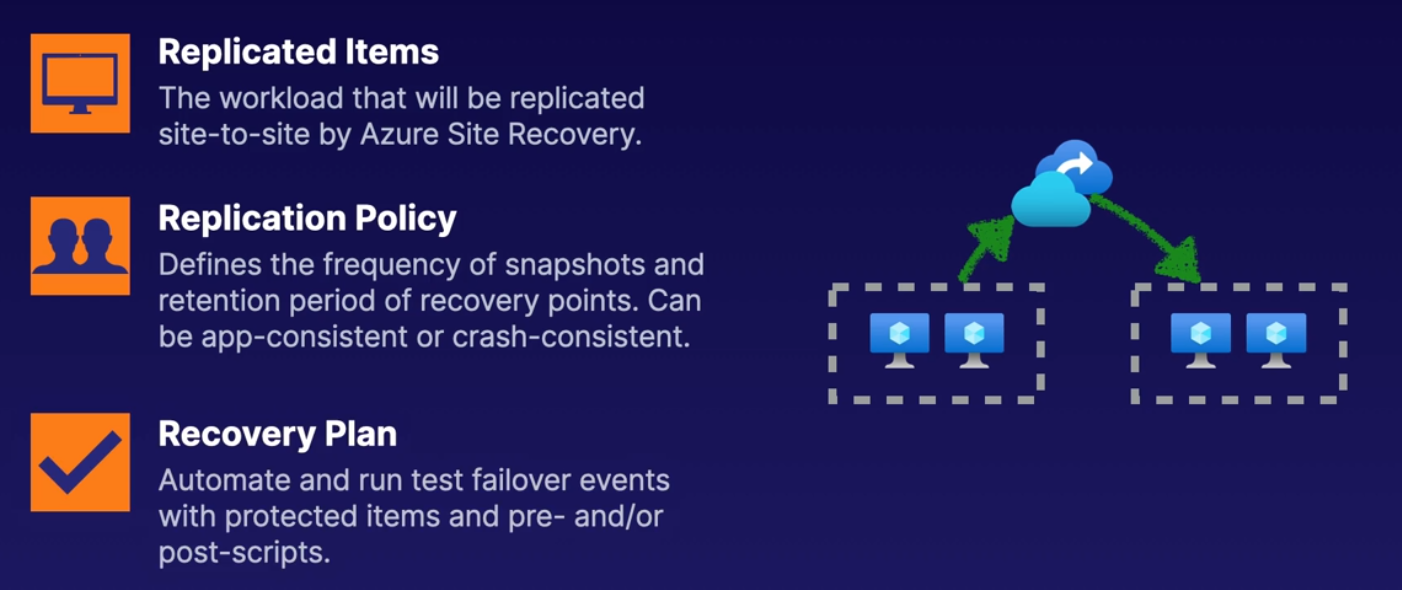 Replicated Items
The workload that will be replicated
site-to-site by Azure Site Recovery.
Replication Policy
Defines the frequency of snapshots and
retention period of recovery points. Can
be app-consistent or crash-consistent.
Recovery Plan
Automate and run test failover events
with protected items and pre- and/or
post-scripts.